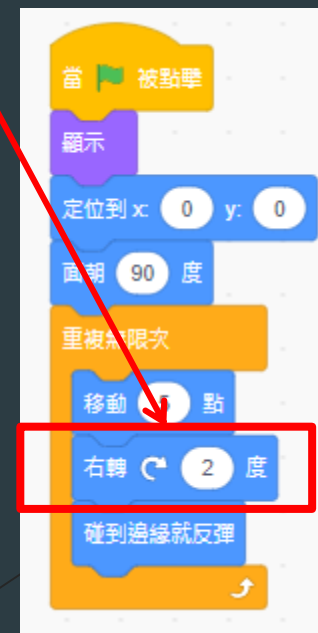 當 被點擊
顯示
定位到 x: 0 y: 0
面朝 90 度
重複無限次
移動 5 點
右轉 2 度
碰到邊緣就反彈